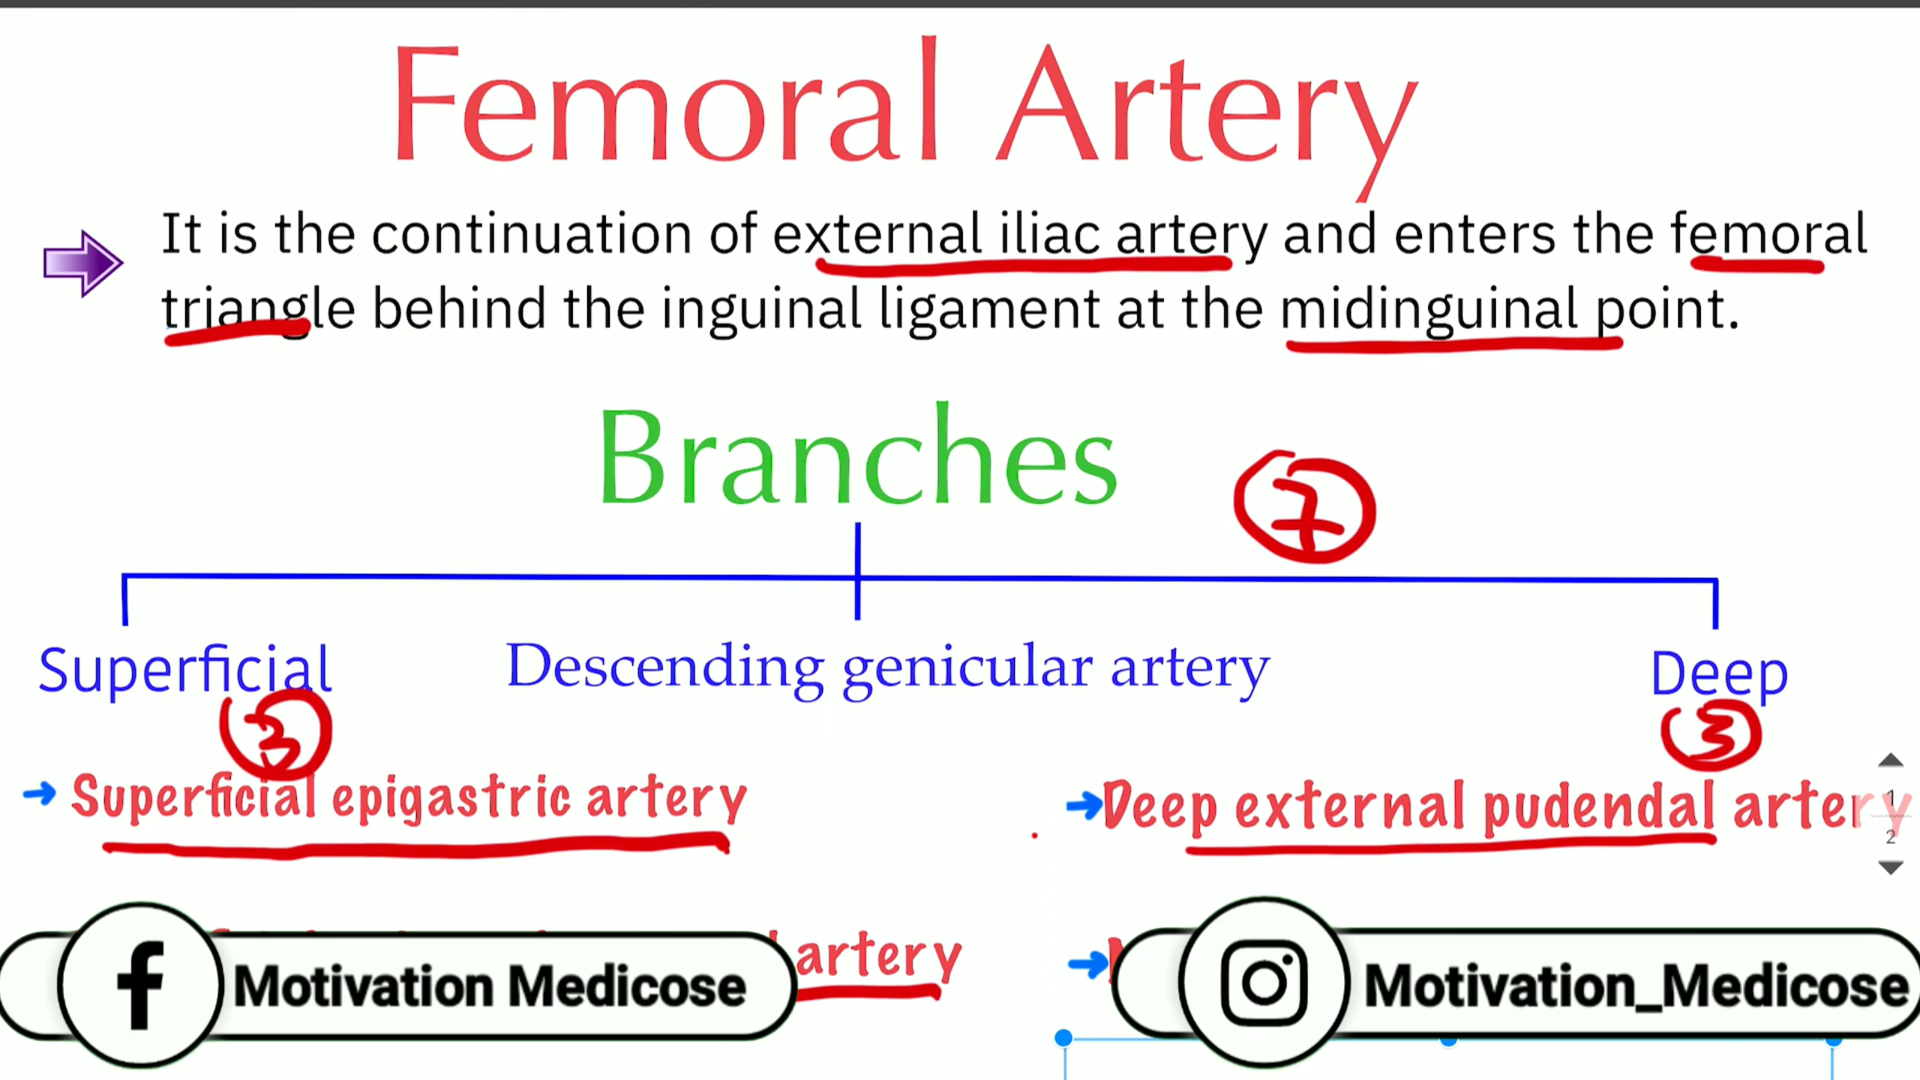 Femoral Artery
It is the continuation of external iliac artery and enters the femoral
triangle behind the inguinal ligament at the midinguinal point.
Branches
7
Superficial
Descending genicular artery
Deep
3
3
Superficial epigastric artery
Deep external pudendal artery
1
2
artery
Motivation Medicose
Motivation_Medicose